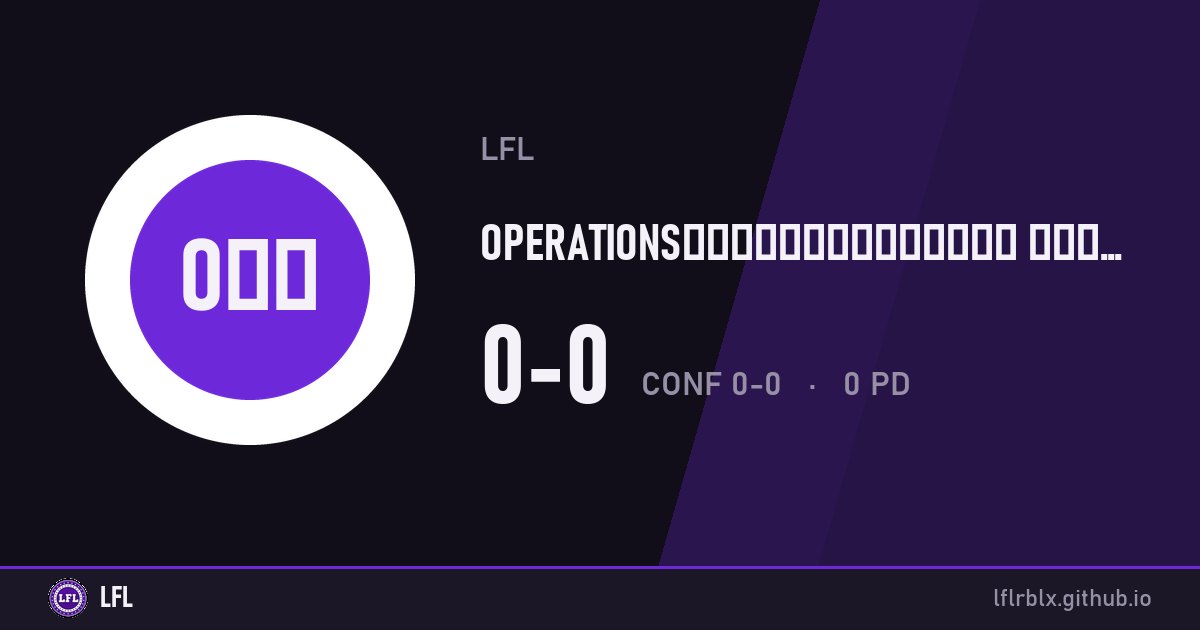 O▯▯
LFL
OPERATIONS▯▯▯▯▯▯▯▯▯▯▯▯▯▯ ▯▯▯…
0-0 CONF 0-0 · 0 PD
LFL
LFL
lflrblx.github.io